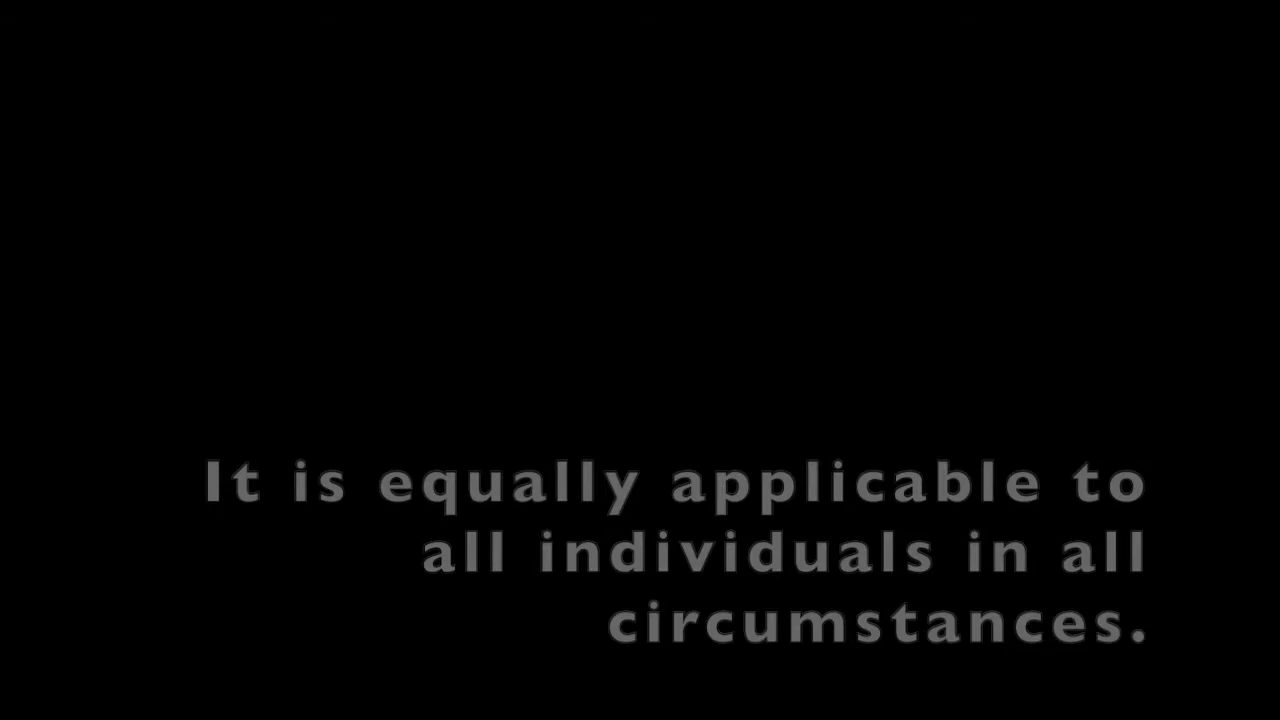 It is equally applicable to
all individuals in all
circumstances.